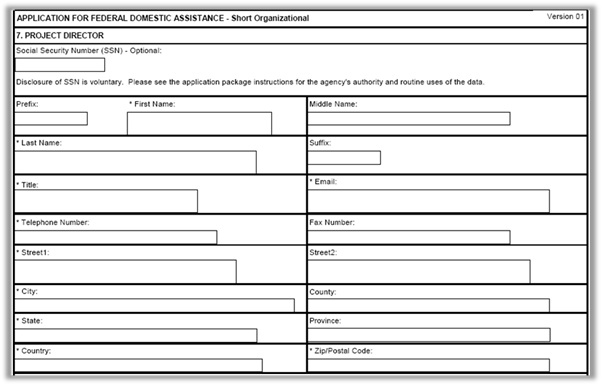 APPLICATION FOR FEDERAL DOMESTIC ASSISTANCE - Short Organizational Version 01
7. PROJECT DIRECTOR
Social Security Number (SSN) - Optional:
Disclosure of SSN is voluntary. Please see the application package instructions for the agency's authority and routine uses of the data.
Prefix: * First Name: Middle Name:
* Last Name: Suffix:
* Title: * Email:
* Telephone Number: Fax Number:
* Street1: Street2:
* City: County:
* State: Province:
* Country: * Zip/Postal Code: